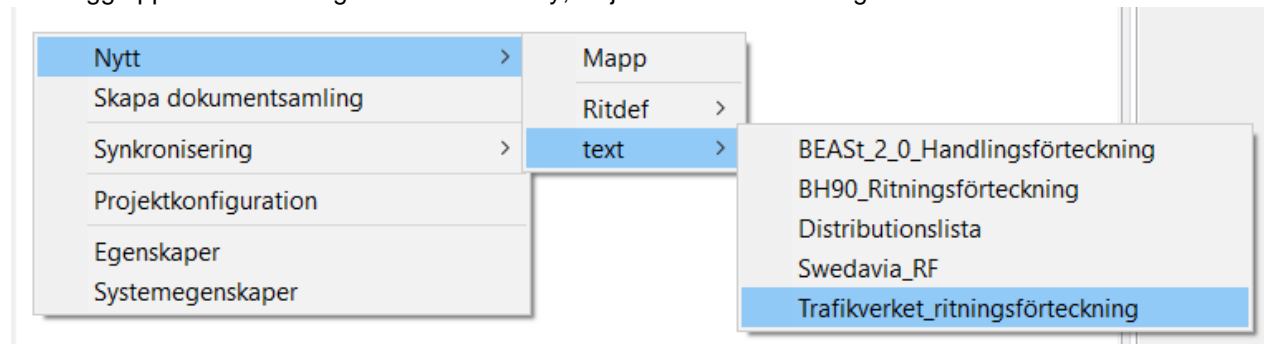 Nytt
Skapa dokumentsamling
Synkronisering
Projektkonfiguration
Egenskaper
Systemegenskaper
Mapp
Ritdef
text
BEASt_2_0_Handlingsförteckning
BH90_Ritningsförteckning
Distributionslista
Swedavia_RF
Trafikverket_ritningsförteckning